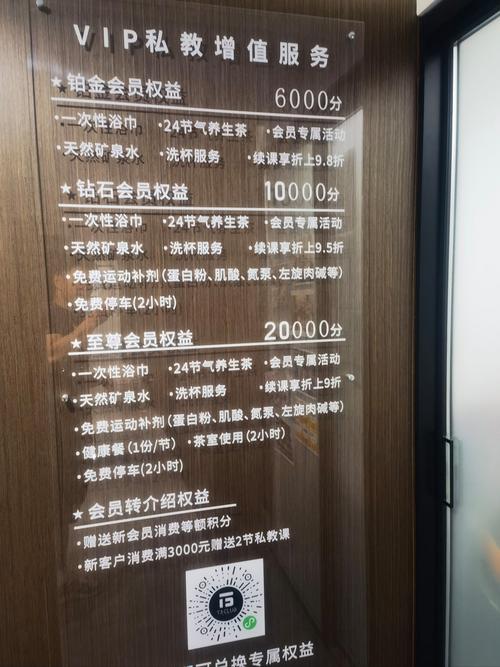 VIP私教增值服务
★铂金会员权益 6000分
·一次性浴巾 ·24节气养生茶 ·会员专属活动
·天然矿泉水 ·洗杯服务 ·续课享折上9.8折
★钻石会员权益 10000分
·一次性浴巾 ·24节气养生茶 ·会员专属活动
·天然矿泉水 ·洗杯服务 ·续课享折上9.5折
·免费运动补剂(蛋白粉、肌酸、氮泵、左旋肉碱等)
·免费停车(2小时)
★至尊会员权益 20000分
·一次性浴巾 ·24节气养生茶 ·会员专属活动
·天然矿泉水 ·洗杯服务 ·续课享折上9折
·免费运动补剂(蛋白粉、肌酸、氮泵、左旋肉碱等)
·健康餐(1份/节) ·茶室使用(2小时)
·免费停车(2小时)
★会员转介绍权益
·赠送新会员消费等额积分
·新客户消费满3000元赠送2节私教课
可兑换专属权益